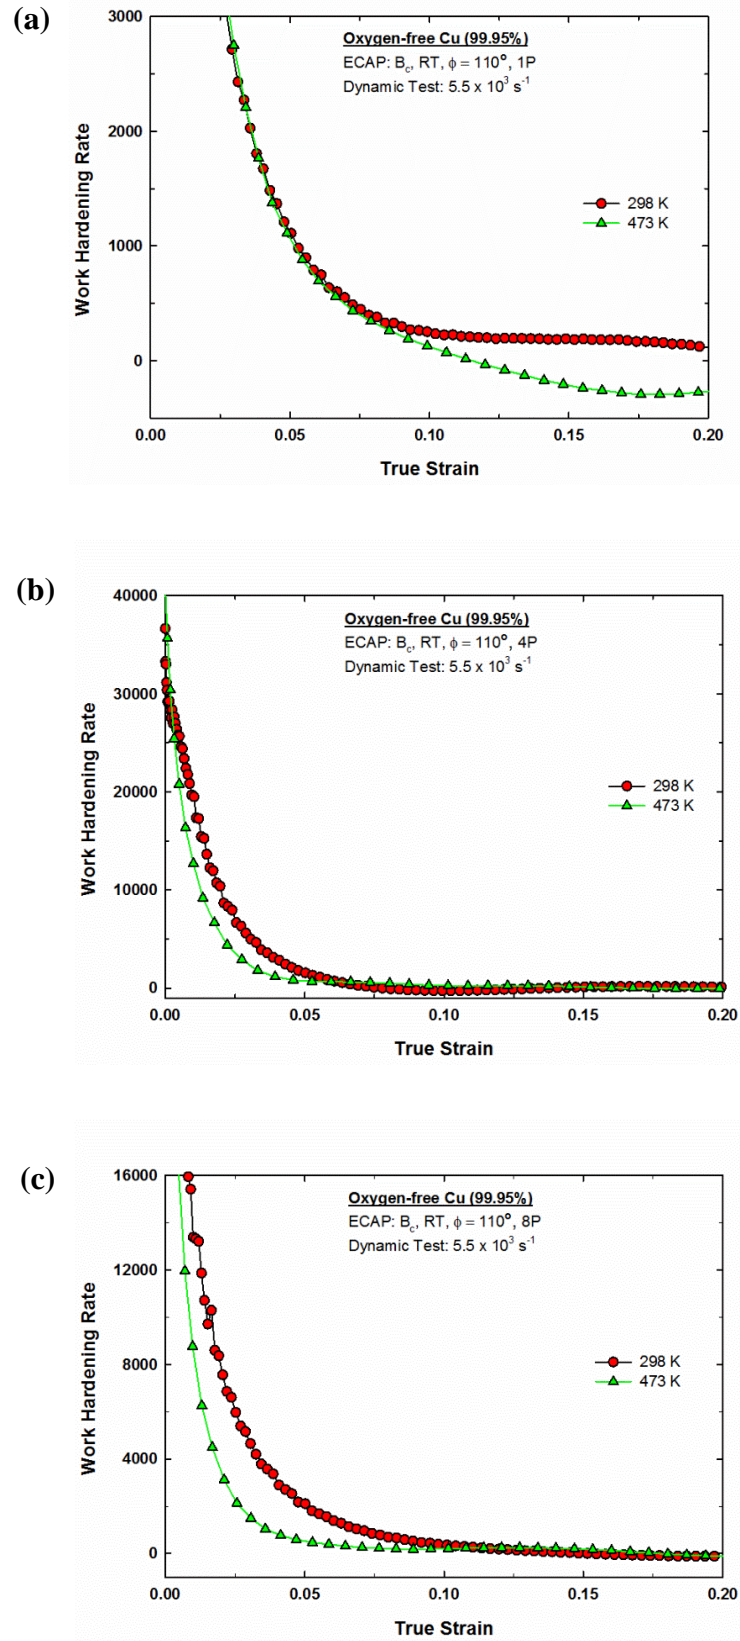 (a)
3000
2000
1000
0
Work Hardening Rate
Oxygen-free Cu (99.95%)
ECAP: Bc, RT, ϕ = 110°, 1P
Dynamic Test: 5.5 x 10³ s⁻¹
298 K
473 K
0.00 0.05 0.10 0.15 0.20
True Strain
(b)
40000
30000
20000
10000
0
Work Hardening Rate
Oxygen-free Cu (99.95%)
ECAP: Bc, RT, ϕ = 110°, 4P
Dynamic Test: 5.5 x 10³ s⁻¹
298 K
473 K
0.00 0.05 0.10 0.15 0.20
True Strain
(c)
16000
12000
8000
4000
0
Work Hardening Rate
Oxygen-free Cu (99.95%)
ECAP: Bc, RT, ϕ = 110°, 8P
Dynamic Test: 5.5 x 10³ s⁻¹
298 K
473 K
0.00 0.05 0.10 0.15 0.20
True Strain